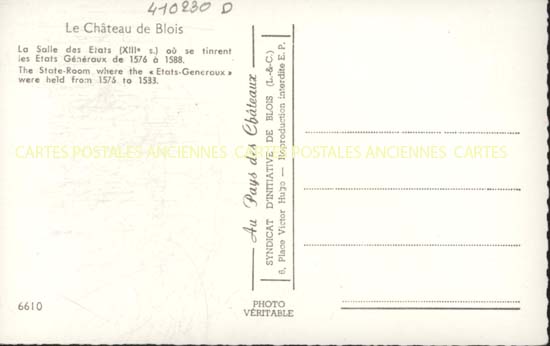 410230 D
Le Château de Blois
La Salle des Etats (XIIIe s.) où se tinrent
les Etats Généraux de 1576 à 1588.
The State-Room where the « Etats-Generaux »
were held from 1576 to 1533.
— Au Pays des Châteaux —
SYNDICAT D'INITIATIVE DE BLOIS (L.-&-C.)
6, Place Victor Hugo — Reproduction interdite E. P.
CARTES POSTALES ANCIENNES CARTES POSTALES ANCIENNES CARTES
6610
PHOTO
VÉRITABLE